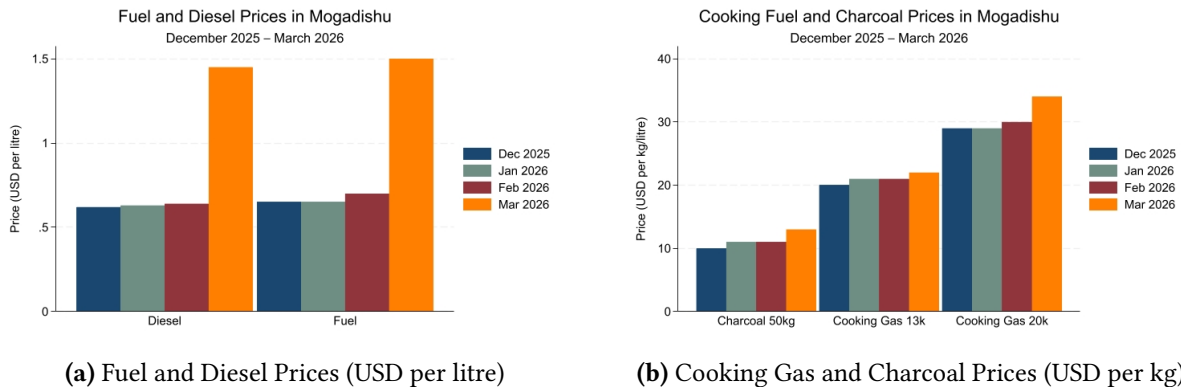 Fuel and Diesel Prices in Mogadishu
December 2025 – March 2026
Price (USD per litre)
1.5
1
.5
0
Diesel
Fuel
Dec 2025
Jan 2026
Feb 2026
Mar 2026
(a) Fuel and Diesel Prices (USD per litre)
Cooking Fuel and Charcoal Prices in Mogadishu
December 2025 – March 2026
Price (USD per kg/litre)
40
30
20
10
0
Charcoal 50kg
Cooking Gas 13k
Cooking Gas 20k
Dec 2025
Jan 2026
Feb 2026
Mar 2026
(b) Cooking Gas and Charcoal Prices (USD per kg)